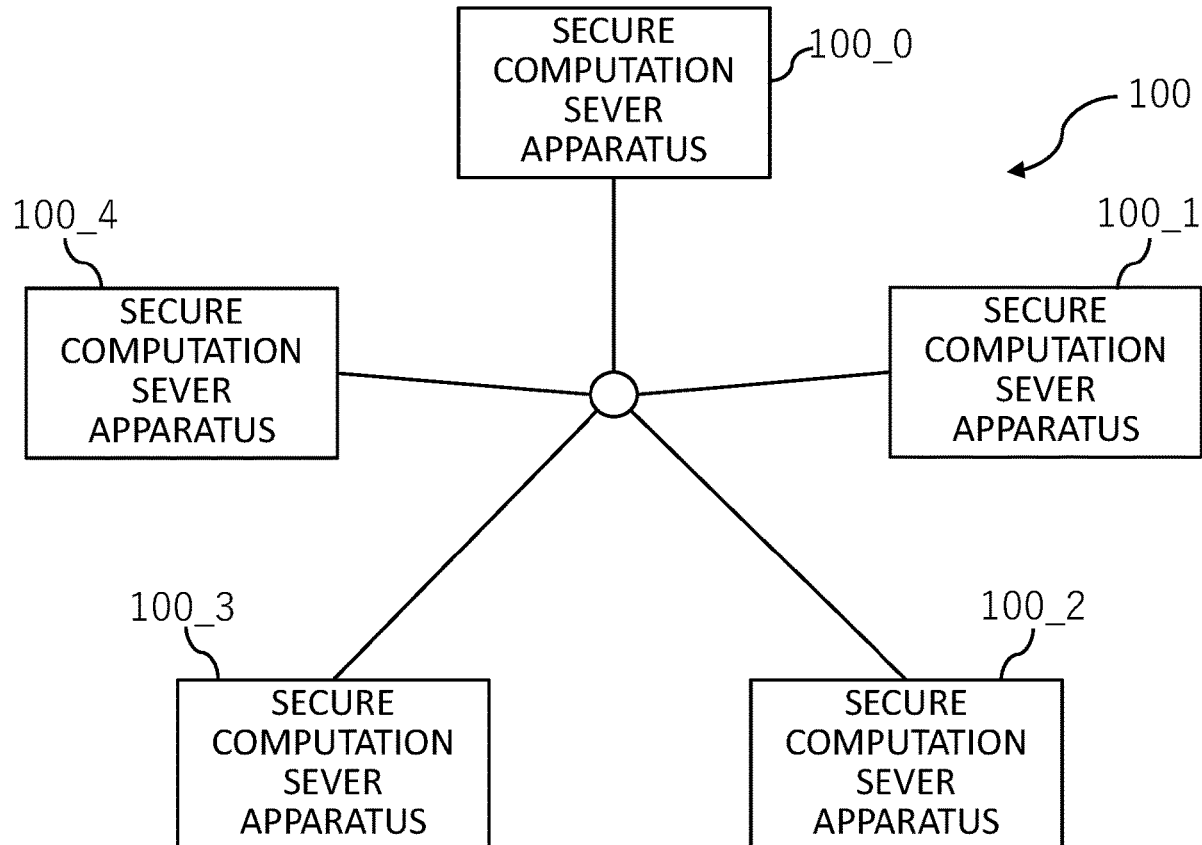 SECURE
COMPUTATION
SEVER
APPARATUS
100_0
100
100_4
SECURE
COMPUTATION
SEVER
APPARATUS
100_1
SECURE
COMPUTATION
SEVER
APPARATUS
100_3
SECURE
COMPUTATION
SEVER
APPARATUS
100_2
SECURE
COMPUTATION
SEVER
APPARATUS